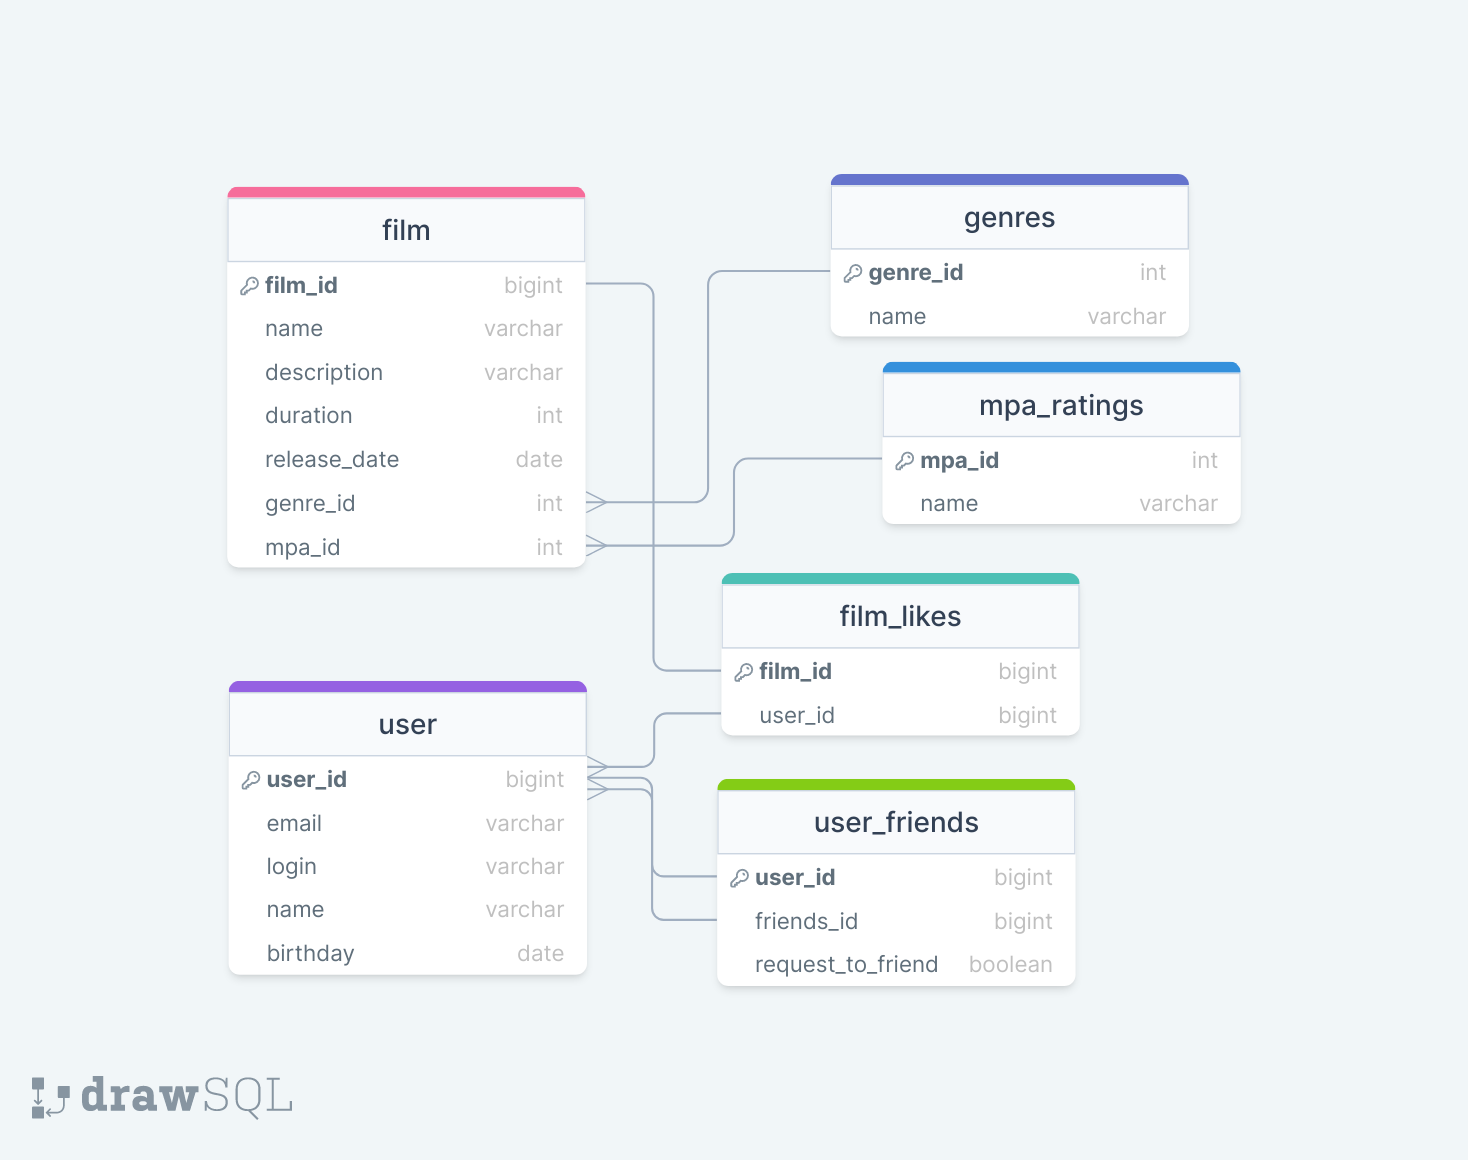 film
film_id bigint
name varchar
description varchar
duration int
release_date date
genre_id int
mpa_id int
genres
genre_id int
name varchar
mpa_ratings
mpa_id int
name varchar
film_likes
film_id bigint
user_id bigint
user
user_id bigint
email varchar
login varchar
name varchar
birthday date
user_friends
user_id bigint
friends_id bigint
request_to_friend boolean
drawSQL